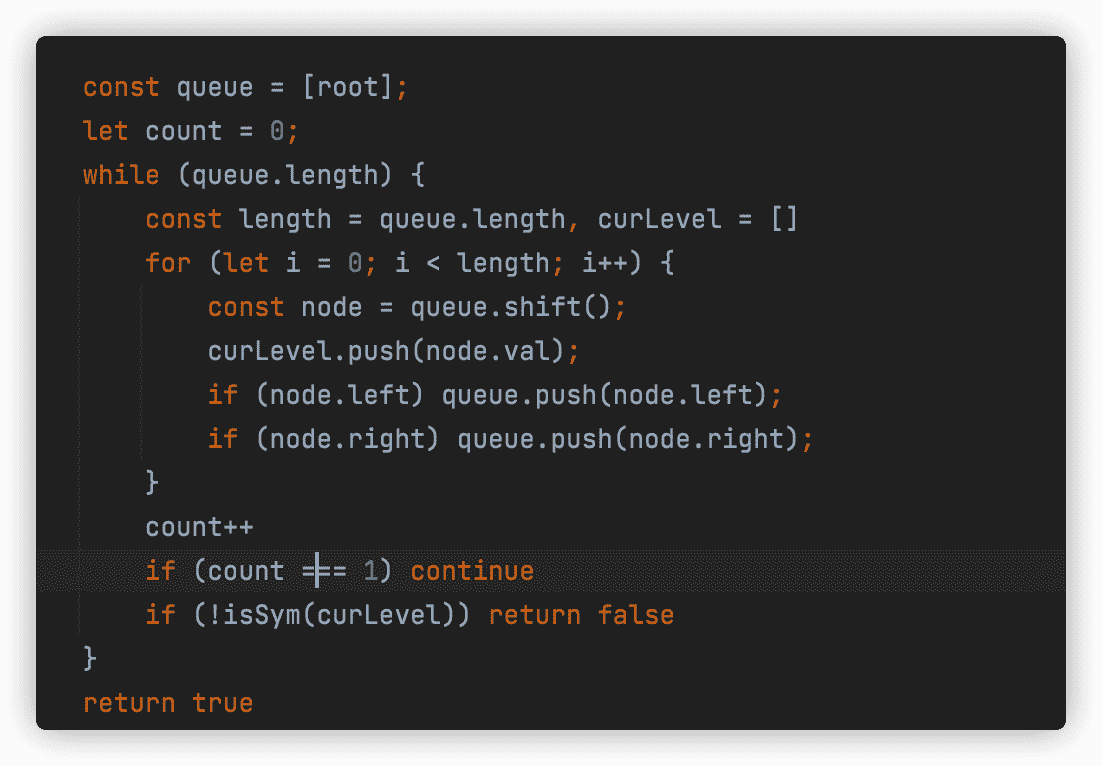 const queue = [root];
let count = 0;
while (queue.length) {
    const length = queue.length, curLevel = []
    for (let i = 0; i < length; i++) {
        const node = queue.shift();
        curLevel.push(node.val);
        if (node.left) queue.push(node.left);
        if (node.right) queue.push(node.right);
    }
    count++
    if (count === 1) continue
    if (!isSym(curLevel)) return false
}
return true